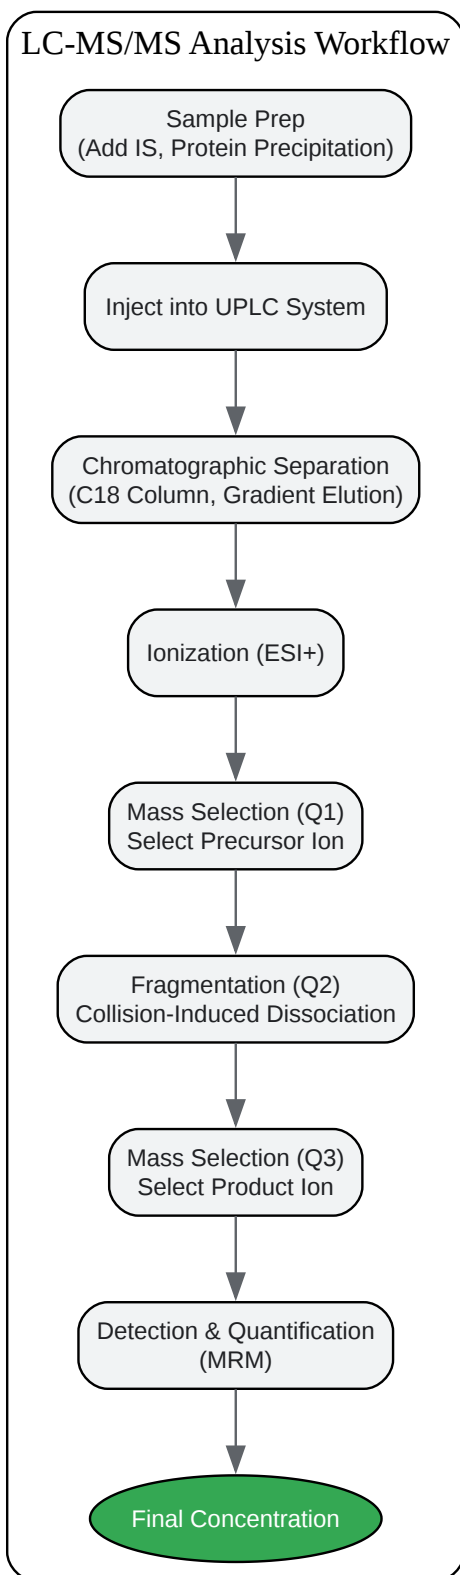 LC-MS/MS Analysis Workflow
Sample Prep
(Add IS, Protein Precipitation)
Inject into UPLC System
Chromatographic Separation
(C18 Column, Gradient Elution)
Ionization (ESI+)
Mass Selection (Q1)
Select Precursor Ion
Fragmentation (Q2)
Collision-Induced Dissociation
Mass Selection (Q3)
Select Product Ion
Detection & Quantification
(MRM)
Final Concentration